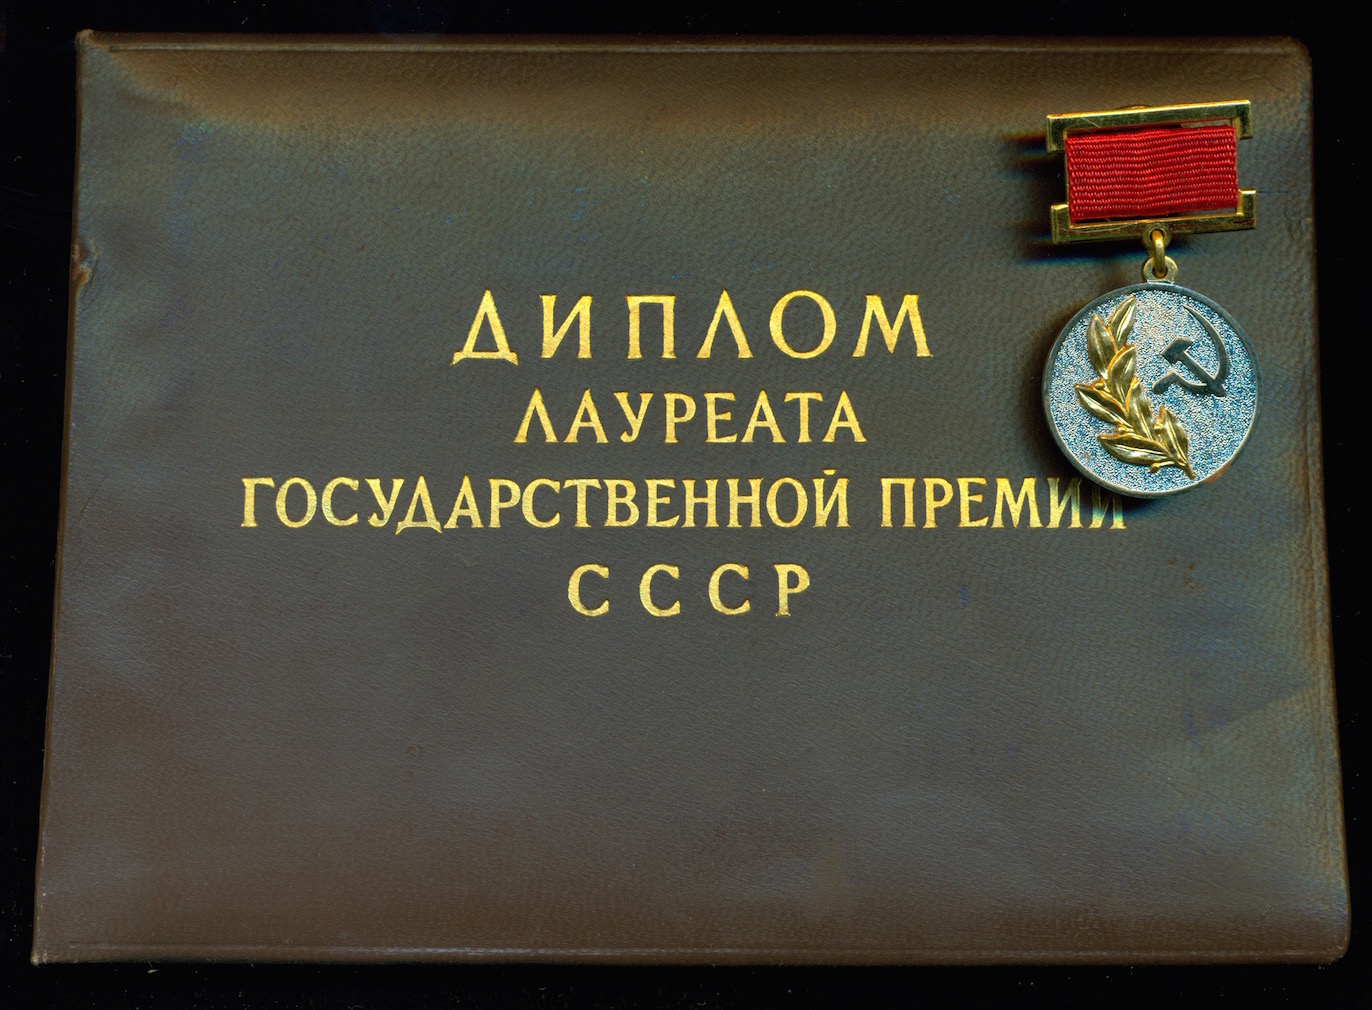 ДИПЛОМ
ЛАУРЕАТА
ГОСУДАРСТВЕННОЙ ПРЕМИИ
СССР